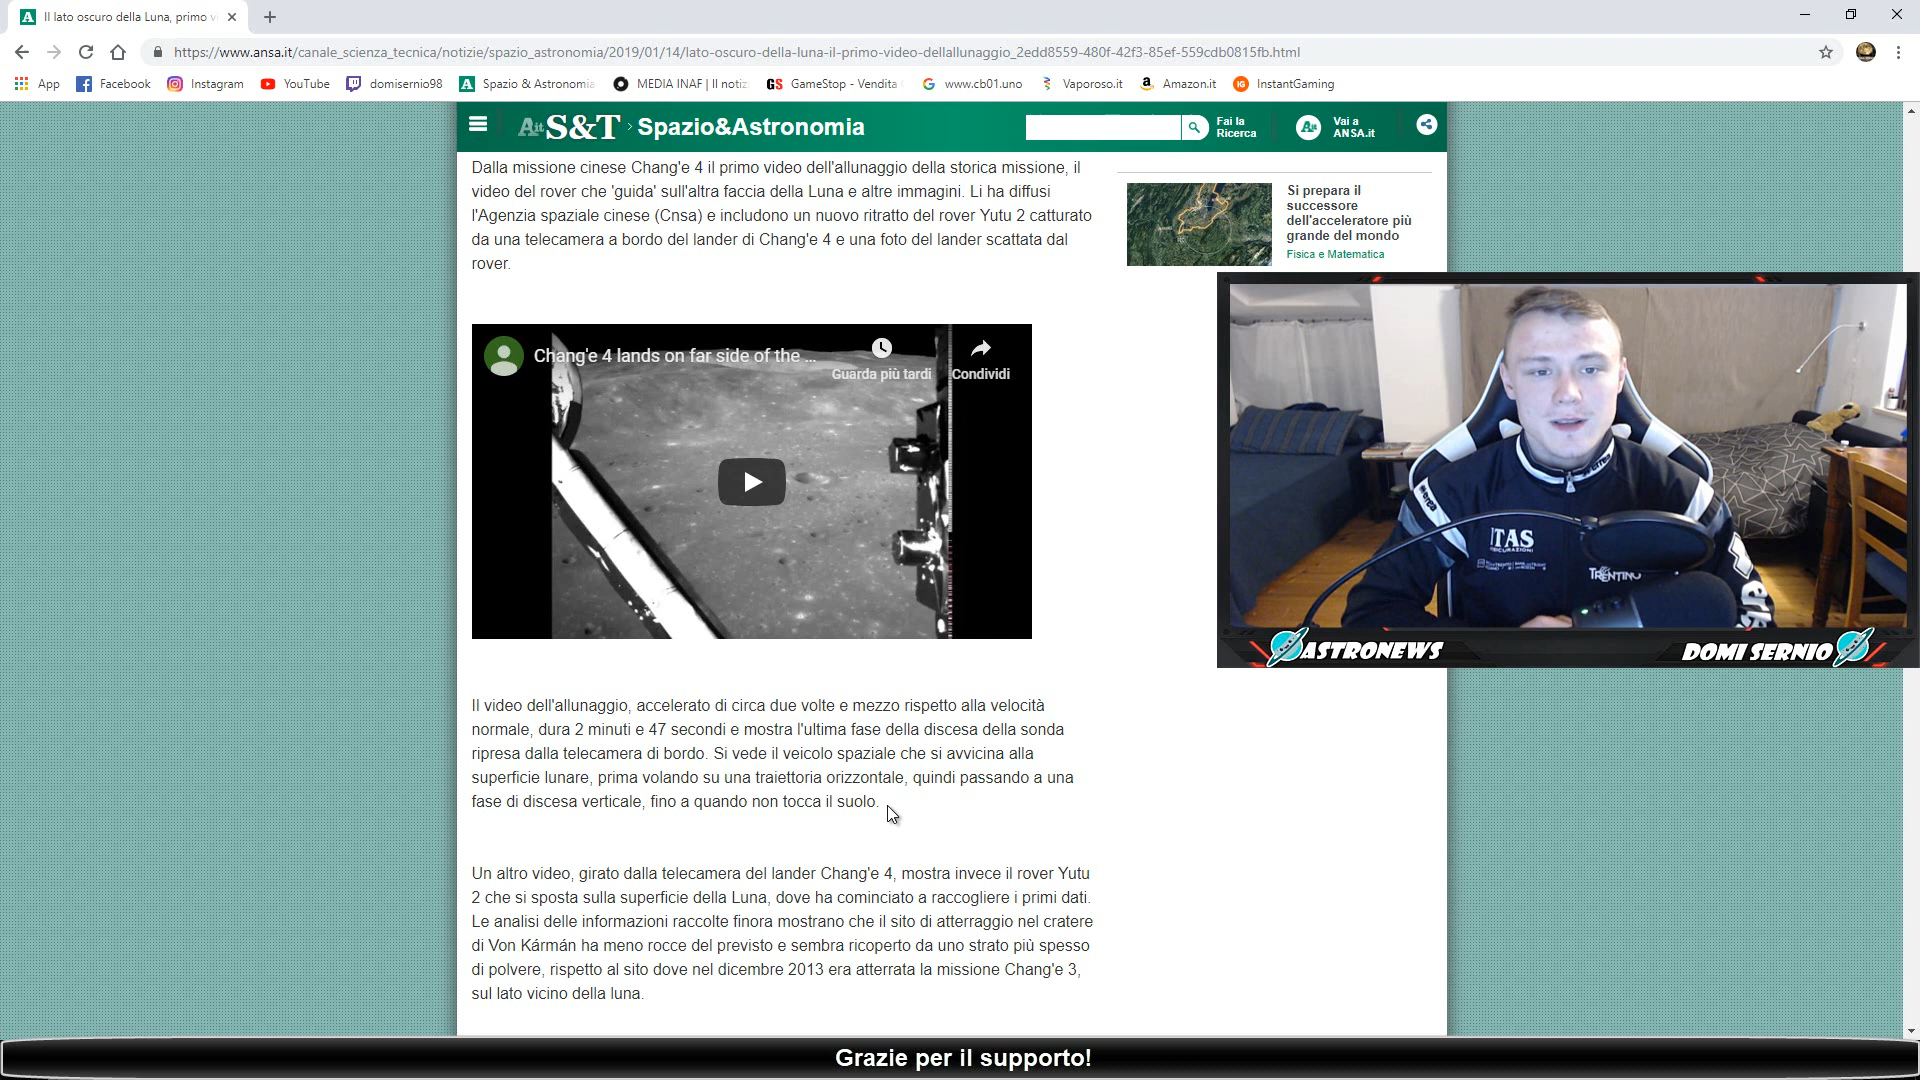 Il lato oscuro della Luna, primo v
https://www.ansa.it/canale_scienza_tecnica/notizie/spazio_astronomia/2019/01/14/lato-oscuro-della-luna-il-primo-video-dellallunaggio_2edd8559-480f-42f3-85ef-559cdb0815fb.html
App Facebook Instagram YouTube domisernio98 Spazio & Astronomia MEDIA INAF | Il notiz GameStop - Vendita www.cb01.uno Vaporoso.it Amazon.it InstantGaming
Ait S&T › Spazio&Astronomia
Fai la
Ricerca
Vai a
ANSA.it
Dalla missione cinese Chang'e 4 il primo video dell'allunaggio della storica missione, il
video del rover che 'guida' sull'altra faccia della Luna e altre immagini. Li ha diffusi
l'Agenzia spaziale cinese (Cnsa) e includono un nuovo ritratto del rover Yutu 2 catturato
da una telecamera a bordo del lander di Chang'e 4 e una foto del lander scattata dal
rover.
Si prepara il
successore
dell'acceleratore più
grande del mondo
Fisica e Matematica
Chang'e 4 lands on far side of the ...
Guarda più tardi
Condividi
Il video dell'allunaggio, accelerato di circa due volte e mezzo rispetto alla velocità
normale, dura 2 minuti e 47 secondi e mostra l'ultima fase della discesa della sonda
ripresa dalla telecamera di bordo. Si vede il veicolo spaziale che si avvicina alla
superficie lunare, prima volando su una traiettoria orizzontale, quindi passando a una
fase di discesa verticale, fino a quando non tocca il suolo.
Un altro video, girato dalla telecamera del lander Chang'e 4, mostra invece il rover Yutu
2 che si sposta sulla superficie della Luna, dove ha cominciato a raccogliere i primi dati.
Le analisi delle informazioni raccolte finora mostrano che il sito di atterraggio nel cratere
di Von Kármán ha meno rocce del previsto e sembra ricoperto da uno strato più spesso
di polvere, rispetto al sito dove nel dicembre 2013 era atterrata la missione Chang'e 3,
sul lato vicino della luna.
ITAS
TRENTINO
ASTRONEWS
DOMI SERNIO
Grazie per il supporto!